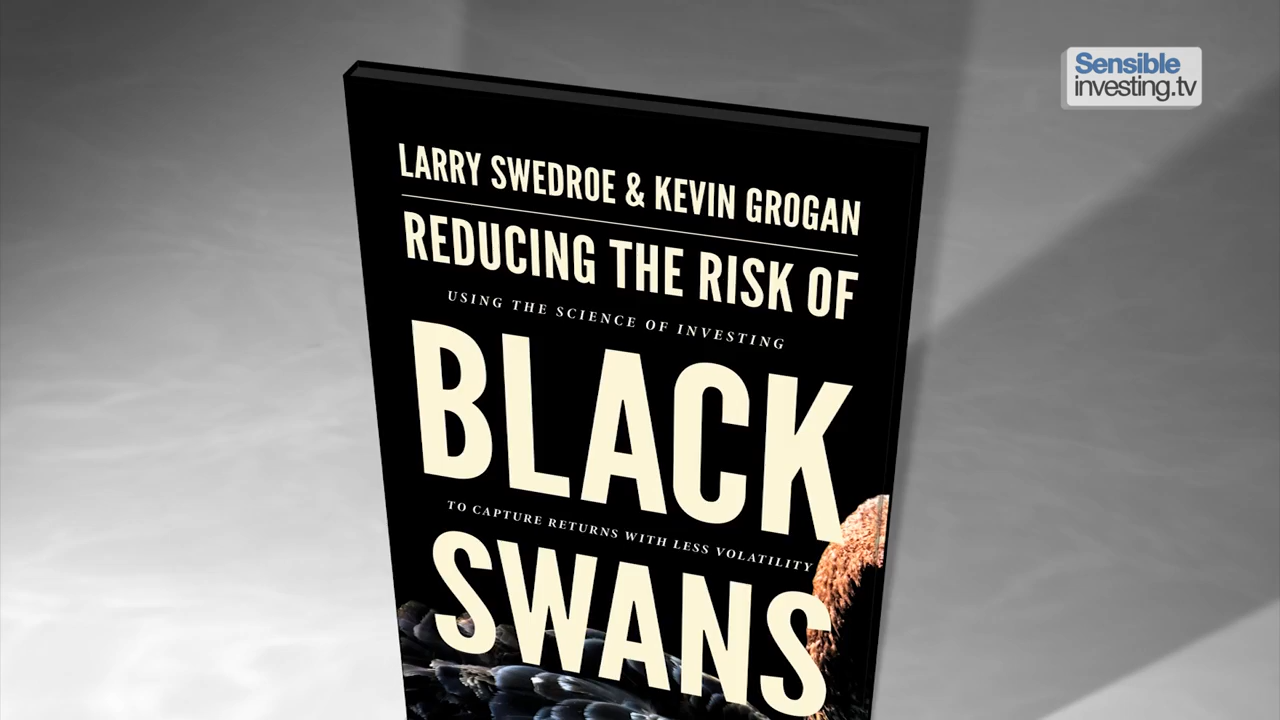 Sensible
investing.tv
LARRY SWEDROE & KEVIN GROGAN
REDUCING THE RISK OF
USING THE SCIENCE OF INVESTING
BLACK
TO CAPTURE RETURNS WITH LESS VOLATILITY
SWANS